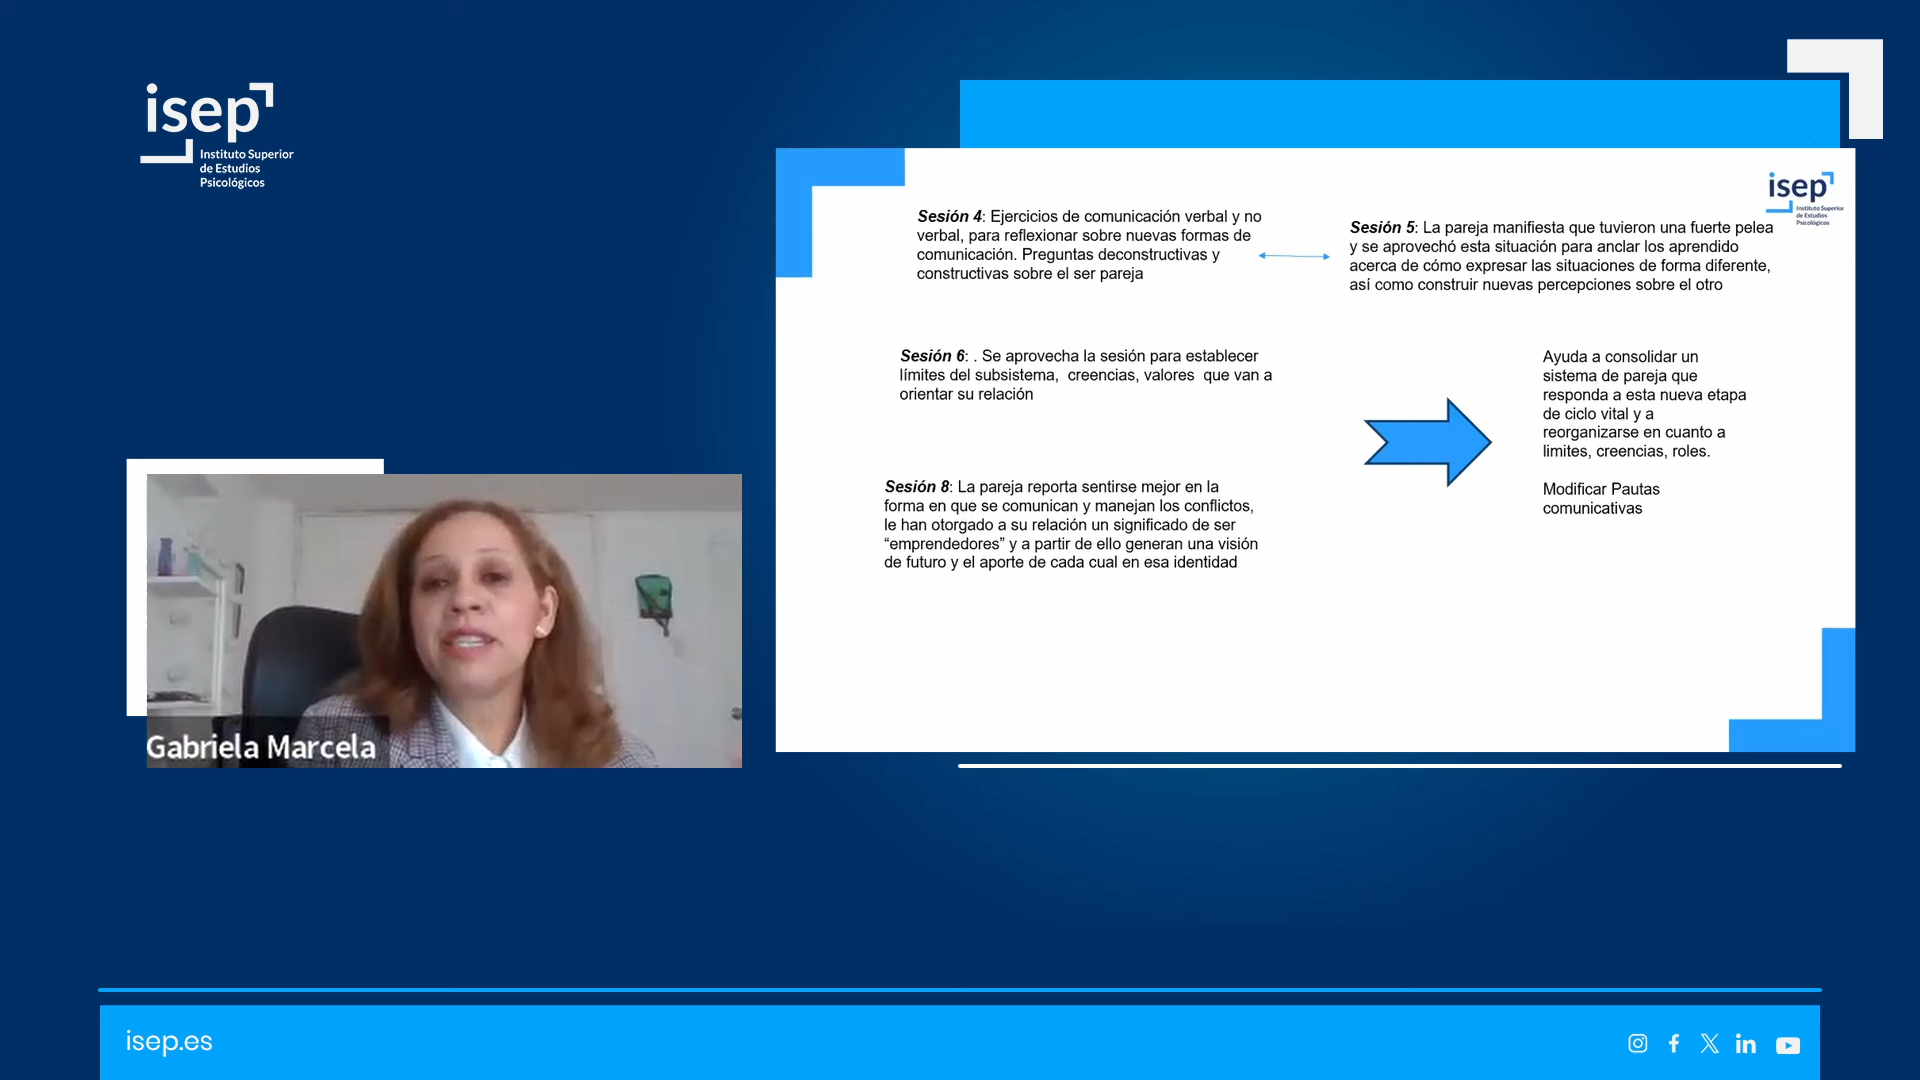 isep
Instituto Superior
de Estudios
Psicológicos
isep
Instituto Superior
de Estudios
Psicológicos
Sesión 4: Ejercicios de comunicación verbal y no
verbal, para reflexionar sobre nuevas formas de
comunicación. Preguntas deconstructivas y
constructivas sobre el ser pareja
Sesión 5: La pareja manifiesta que tuvieron una fuerte pelea
y se aprovechó esta situación para anclar los aprendido
acerca de cómo expresar las situaciones de forma diferente,
así como construir nuevas percepciones sobre el otro
Sesión 6: . Se aprovecha la sesión para establecer
límites del subsistema,  creencias, valores  que van a
orientar su relación
Ayuda a consolidar un
sistema de pareja que
responda a esta nueva etapa
de ciclo vital y a
reorganizarse en cuanto a
limites, creencias, roles.
Modificar Pautas
comunicativas
Sesión 8: La pareja reporta sentirse mejor en la
forma en que se comunican y manejan los conflictos,
le han otorgado a su relación un significado de ser
“emprendedores” y a partir de ello generan una visión
de futuro y el aporte de cada cual en esa identidad
Gabriela Marcela
isep.es